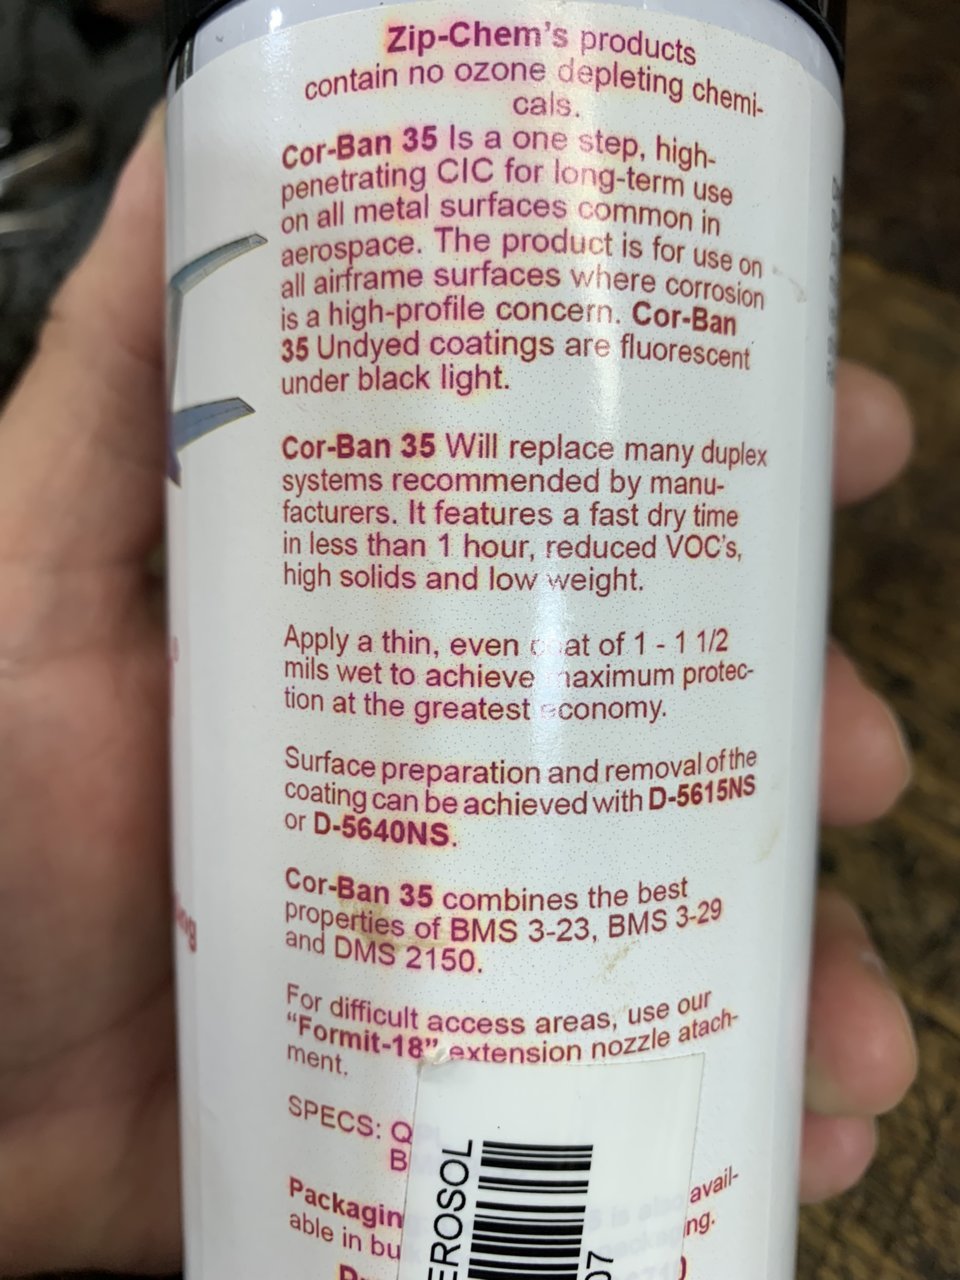 Zip-Chem's products
contain no ozone depleting chemi-
cals.
Cor-Ban 35 Is a one step, high-
penetrating CIC for long-term use
on all metal surfaces common in
aerospace. The product is for use on
all airframe surfaces where corrosion
is a high-profile concern. Cor-Ban
35 Undyed coatings are fluorescent
under black light.
Cor-Ban 35 Will replace many duplex
systems recommended by manu-
facturers. It features a fast dry time
in less than 1 hour, reduced VOC's,
high solids and low weight.
Apply a thin, even coat of 1 - 1 1/2
mils wet to achieve maximum protec-
tion at the greatest economy.
Surface preparation and removal of the
coating can be achieved with D-5615NS
or D-5640NS.
Cor-Ban 35 combines the best
properties of BMS 3-23, BMS 3-29
and DMS 2150.
For difficult access areas, use our
"Formit-18" extension nozzle atach-
ment.
SPECS:
EROSOL
07
Packagin avail-
able in bu ng.